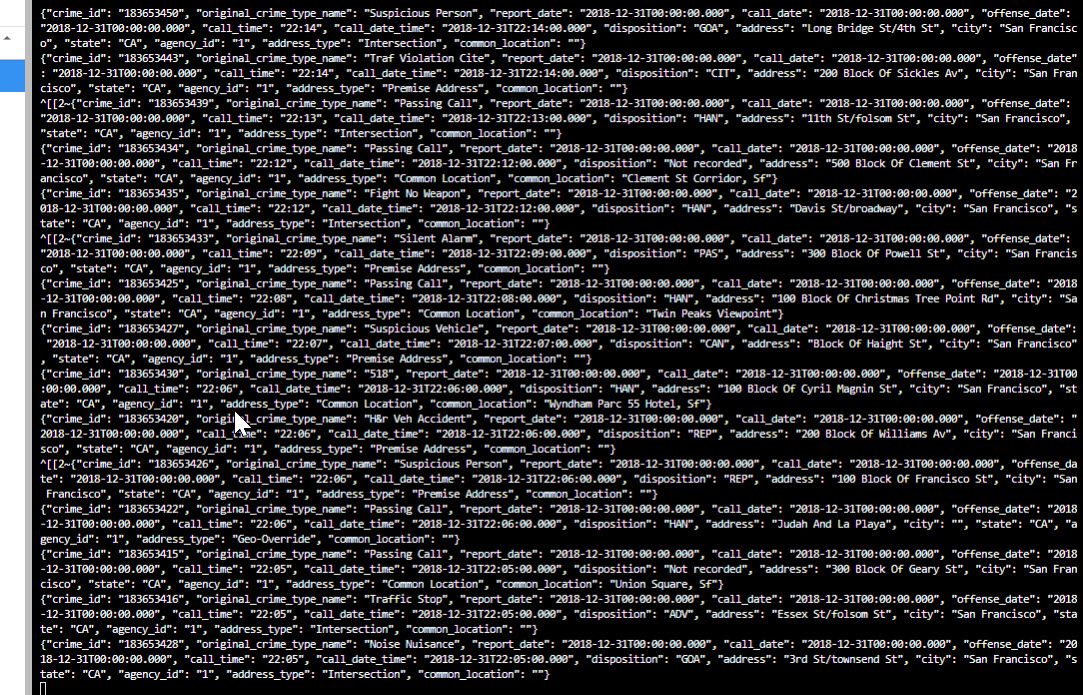 {"crime_id": "183653450", "original_crime_type_name": "Suspicious Person", "report_date": "2018-12-31T00:00:00.000", "call_date": "2018-12-31T00:00:00.000", "offense_date":
"2018-12-31T00:00:00.000", "call_time": "22:14", "call_date_time": "2018-12-31T22:14:00.000", "disposition": "GOA", "address": "Long Bridge St/4th St", "city": "San Francisc
o", "state": "CA", "agency_id": "1", "address_type": "Intersection", "common_location": ""}
{"crime_id": "183653443", "original_crime_type_name": "Traf Violation Cite", "report_date": "2018-12-31T00:00:00.000", "call_date": "2018-12-31T00:00:00.000", "offense_date"
: "2018-12-31T00:00:00.000", "call_time": "22:14", "call_date_time": "2018-12-31T22:14:00.000", "disposition": "CIT", "address": "200 Block Of Sickles Av", "city": "San Fran
cisco", "state": "CA", "agency_id": "1", "address_type": "Premise Address", "common_location": ""}
^[[2~{"crime_id": "183653439", "original_crime_type_name": "Passing Call", "report_date": "2018-12-31T00:00:00.000", "call_date": "2018-12-31T00:00:00.000", "offense_date":
"2018-12-31T00:00:00.000", "call_time": "22:13", "call_date_time": "2018-12-31T22:13:00.000", "disposition": "HAN", "address": "11th St/folsom St", "city": "San Francisco",
"state": "CA", "agency_id": "1", "address_type": "Intersection", "common_location": ""}
{"crime_id": "183653434", "original_crime_type_name": "Passing Call", "report_date": "2018-12-31T00:00:00.000", "call_date": "2018-12-31T00:00:00.000", "offense_date": "2018
-12-31T00:00:00.000", "call_time": "22:12", "call_date_time": "2018-12-31T22:12:00.000", "disposition": "Not recorded", "address": "500 Block Of Clement St", "city": "San Fr
ancisco", "state": "CA", "agency_id": "1", "address_type": "Common Location", "common_location": "Clement St Corridor, Sf"}
{"crime_id": "183653435", "original_crime_type_name": "Fight No Weapon", "report_date": "2018-12-31T00:00:00.000", "call_date": "2018-12-31T00:00:00.000", "offense_date": "2
018-12-31T00:00:00.000", "call_time": "22:12", "call_date_time": "2018-12-31T22:12:00.000", "disposition": "HAN", "address": "Davis St/broadway", "city": "San Francisco", "s
tate": "CA", "agency_id": "1", "address_type": "Intersection", "common_location": ""}
^[[2~{"crime_id": "183653433", "original_crime_type_name": "Silent Alarm", "report_date": "2018-12-31T00:00:00.000", "call_date": "2018-12-31T00:00:00.000", "offense_date":
"2018-12-31T00:00:00.000", "call_time": "22:09", "call_date_time": "2018-12-31T22:09:00.000", "disposition": "PAS", "address": "300 Block Of Powell St", "city": "San Francis
co", "state": "CA", "agency_id": "1", "address_type": "Premise Address", "common_location": ""}
{"crime_id": "183653425", "original_crime_type_name": "Passing Call", "report_date": "2018-12-31T00:00:00.000", "call_date": "2018-12-31T00:00:00.000", "offense_date": "2018
-12-31T00:00:00.000", "call_time": "22:08", "call_date_time": "2018-12-31T22:08:00.000", "disposition": "HAN", "address": "100 Block Of Christmas Tree Point Rd", "city": "Sa
n Francisco", "state": "CA", "agency_id": "1", "address_type": "Common Location", "common_location": "Twin Peaks Viewpoint"}
{"crime_id": "183653427", "original_crime_type_name": "Suspicious Vehicle", "report_date": "2018-12-31T00:00:00.000", "call_date": "2018-12-31T00:00:00.000", "offense_date":
"2018-12-31T00:00:00.000", "call_time": "22:07", "call_date_time": "2018-12-31T22:07:00.000", "disposition": "CAN", "address": "Block Of Haight St", "city": "San Francisco"
, "state": "CA", "agency_id": "1", "address_type": "Premise Address", "common_location": ""}
{"crime_id": "183653430", "original_crime_type_name": "518", "report_date": "2018-12-31T00:00:00.000", "call_date": "2018-12-31T00:00:00.000", "offense_date": "2018-12-31T00
:00:00.000", "call_time": "22:06", "call_date_time": "2018-12-31T22:06:00.000", "disposition": "HAN", "address": "100 Block Of Cyril Magnin St", "city": "San Francisco", "st
ate": "CA", "agency_id": "1", "address_type": "Common Location", "common_location": "Wyndham Parc 55 Hotel, Sf"}
{"crime_id": "183653420", "original_crime_type_name": "H&r Veh Accident", "report_date": "2018-12-31T00:00:00.000", "call_date": "2018-12-31T00:00:00.000", "offense_date": "
2018-12-31T00:00:00.000", "call_time": "22:06", "call_date_time": "2018-12-31T22:06:00.000", "disposition": "REP", "address": "200 Block Of Williams Av", "city": "San Franci
sco", "state": "CA", "agency_id": "1", "address_type": "Premise Address", "common_location": ""}
^[[2~{"crime_id": "183653426", "original_crime_type_name": "Suspicious Person", "report_date": "2018-12-31T00:00:00.000", "call_date": "2018-12-31T00:00:00.000", "offense_da
te": "2018-12-31T00:00:00.000", "call_time": "22:06", "call_date_time": "2018-12-31T22:06:00.000", "disposition": "REP", "address": "100 Block Of Francisco St", "city": "San
Francisco", "state": "CA", "agency_id": "1", "address_type": "Premise Address", "common_location": ""}
{"crime_id": "183653422", "original_crime_type_name": "Passing Call", "report_date": "2018-12-31T00:00:00.000", "call_date": "2018-12-31T00:00:00.000", "offense_date": "2018
-12-31T00:00:00.000", "call_time": "22:06", "call_date_time": "2018-12-31T22:06:00.000", "disposition": "HAN", "address": "Judah And La Playa", "city": "", "state": "CA", "a
gency_id": "1", "address_type": "Geo-Override", "common_location": ""}
{"crime_id": "183653415", "original_crime_type_name": "Passing Call", "report_date": "2018-12-31T00:00:00.000", "call_date": "2018-12-31T00:00:00.000", "offense_date": "2018
-12-31T00:00:00.000", "call_time": "22:05", "call_date_time": "2018-12-31T22:05:00.000", "disposition": "Not recorded", "address": "300 Block Of Geary St", "city": "San Fran
cisco", "state": "CA", "agency_id": "1", "address_type": "Common Location", "common_location": "Union Square, Sf"}
{"crime_id": "183653416", "original_crime_type_name": "Traffic Stop", "report_date": "2018-12-31T00:00:00.000", "call_date": "2018-12-31T00:00:00.000", "offense_date": "2018
-12-31T00:00:00.000", "call_time": "22:05", "call_date_time": "2018-12-31T22:05:00.000", "disposition": "ADV", "address": "Essex St/folsom St", "city": "San Francisco", "sta
te": "CA", "agency_id": "1", "address_type": "Intersection", "common_location": ""}
{"crime_id": "183653428", "original_crime_type_name": "Noise Nuisance", "report_date": "2018-12-31T00:00:00.000", "call_date": "2018-12-31T00:00:00.000", "offense_date": "20
18-12-31T00:00:00.000", "call_time": "22:05", "call_date_time": "2018-12-31T22:05:00.000", "disposition": "GOA", "address": "3rd St/townsend St", "city": "San Francisco", "s
tate": "CA", "agency_id": "1", "address_type": "Intersection", "common_location": ""}